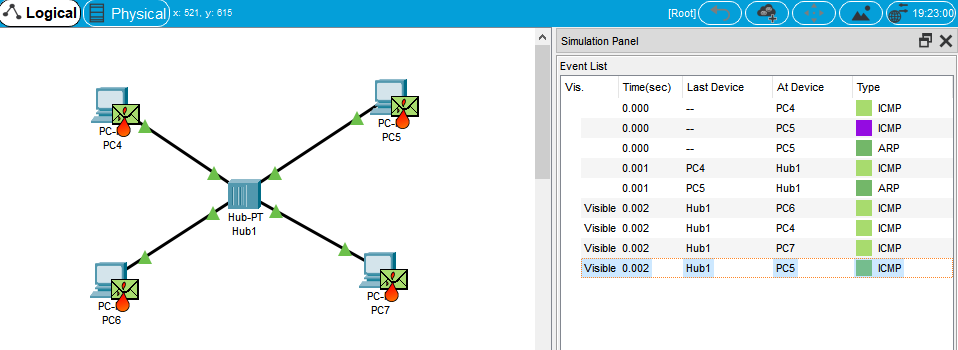 Logical Physical x: 521, y: 615 [Root] 19:23:00
Simulation Panel
Event List
Vis. Time(sec) Last Device At Device Type
0.000 -- PC4 ICMP
0.000 -- PC5 ICMP
0.000 -- PC5 ARP
0.001 PC4 Hub1 ICMP
0.001 PC5 Hub1 ARP
Visible 0.002 Hub1 PC6 ICMP
Visible 0.002 Hub1 PC4 ICMP
Visible 0.002 Hub1 PC7 ICMP
Visible 0.002 Hub1 PC5 ICMP
PC-
PC4
PC-
PC5
Hub-PT
Hub1
PC-
PC6
PC-
PC7